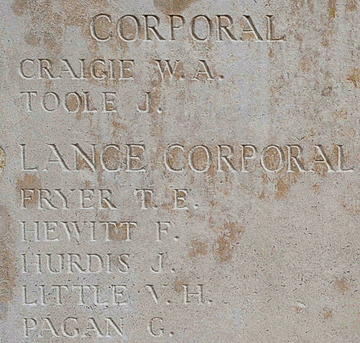 CORPORAL
CRAIGIE W. A.
TOOLE J.
LANCE CORPORAL
FRYER T. E.
HEWITT F.
HURDIS J.
LITTLE V. H.
PAGAN G.